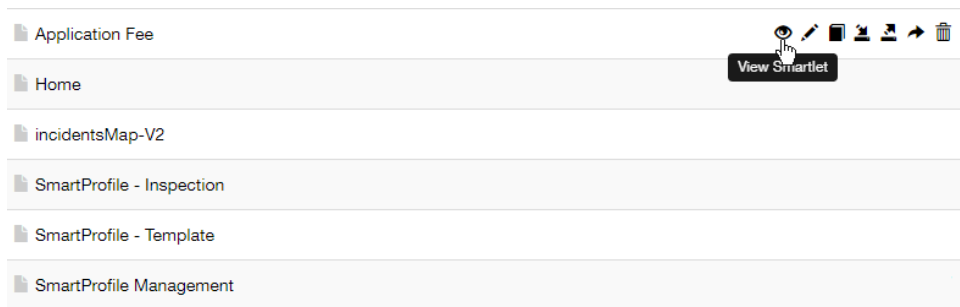 Application Fee
View Smartlet
Home
incidentsMap-V2
SmartProfile - Inspection
SmartProfile - Template
SmartProfile Management